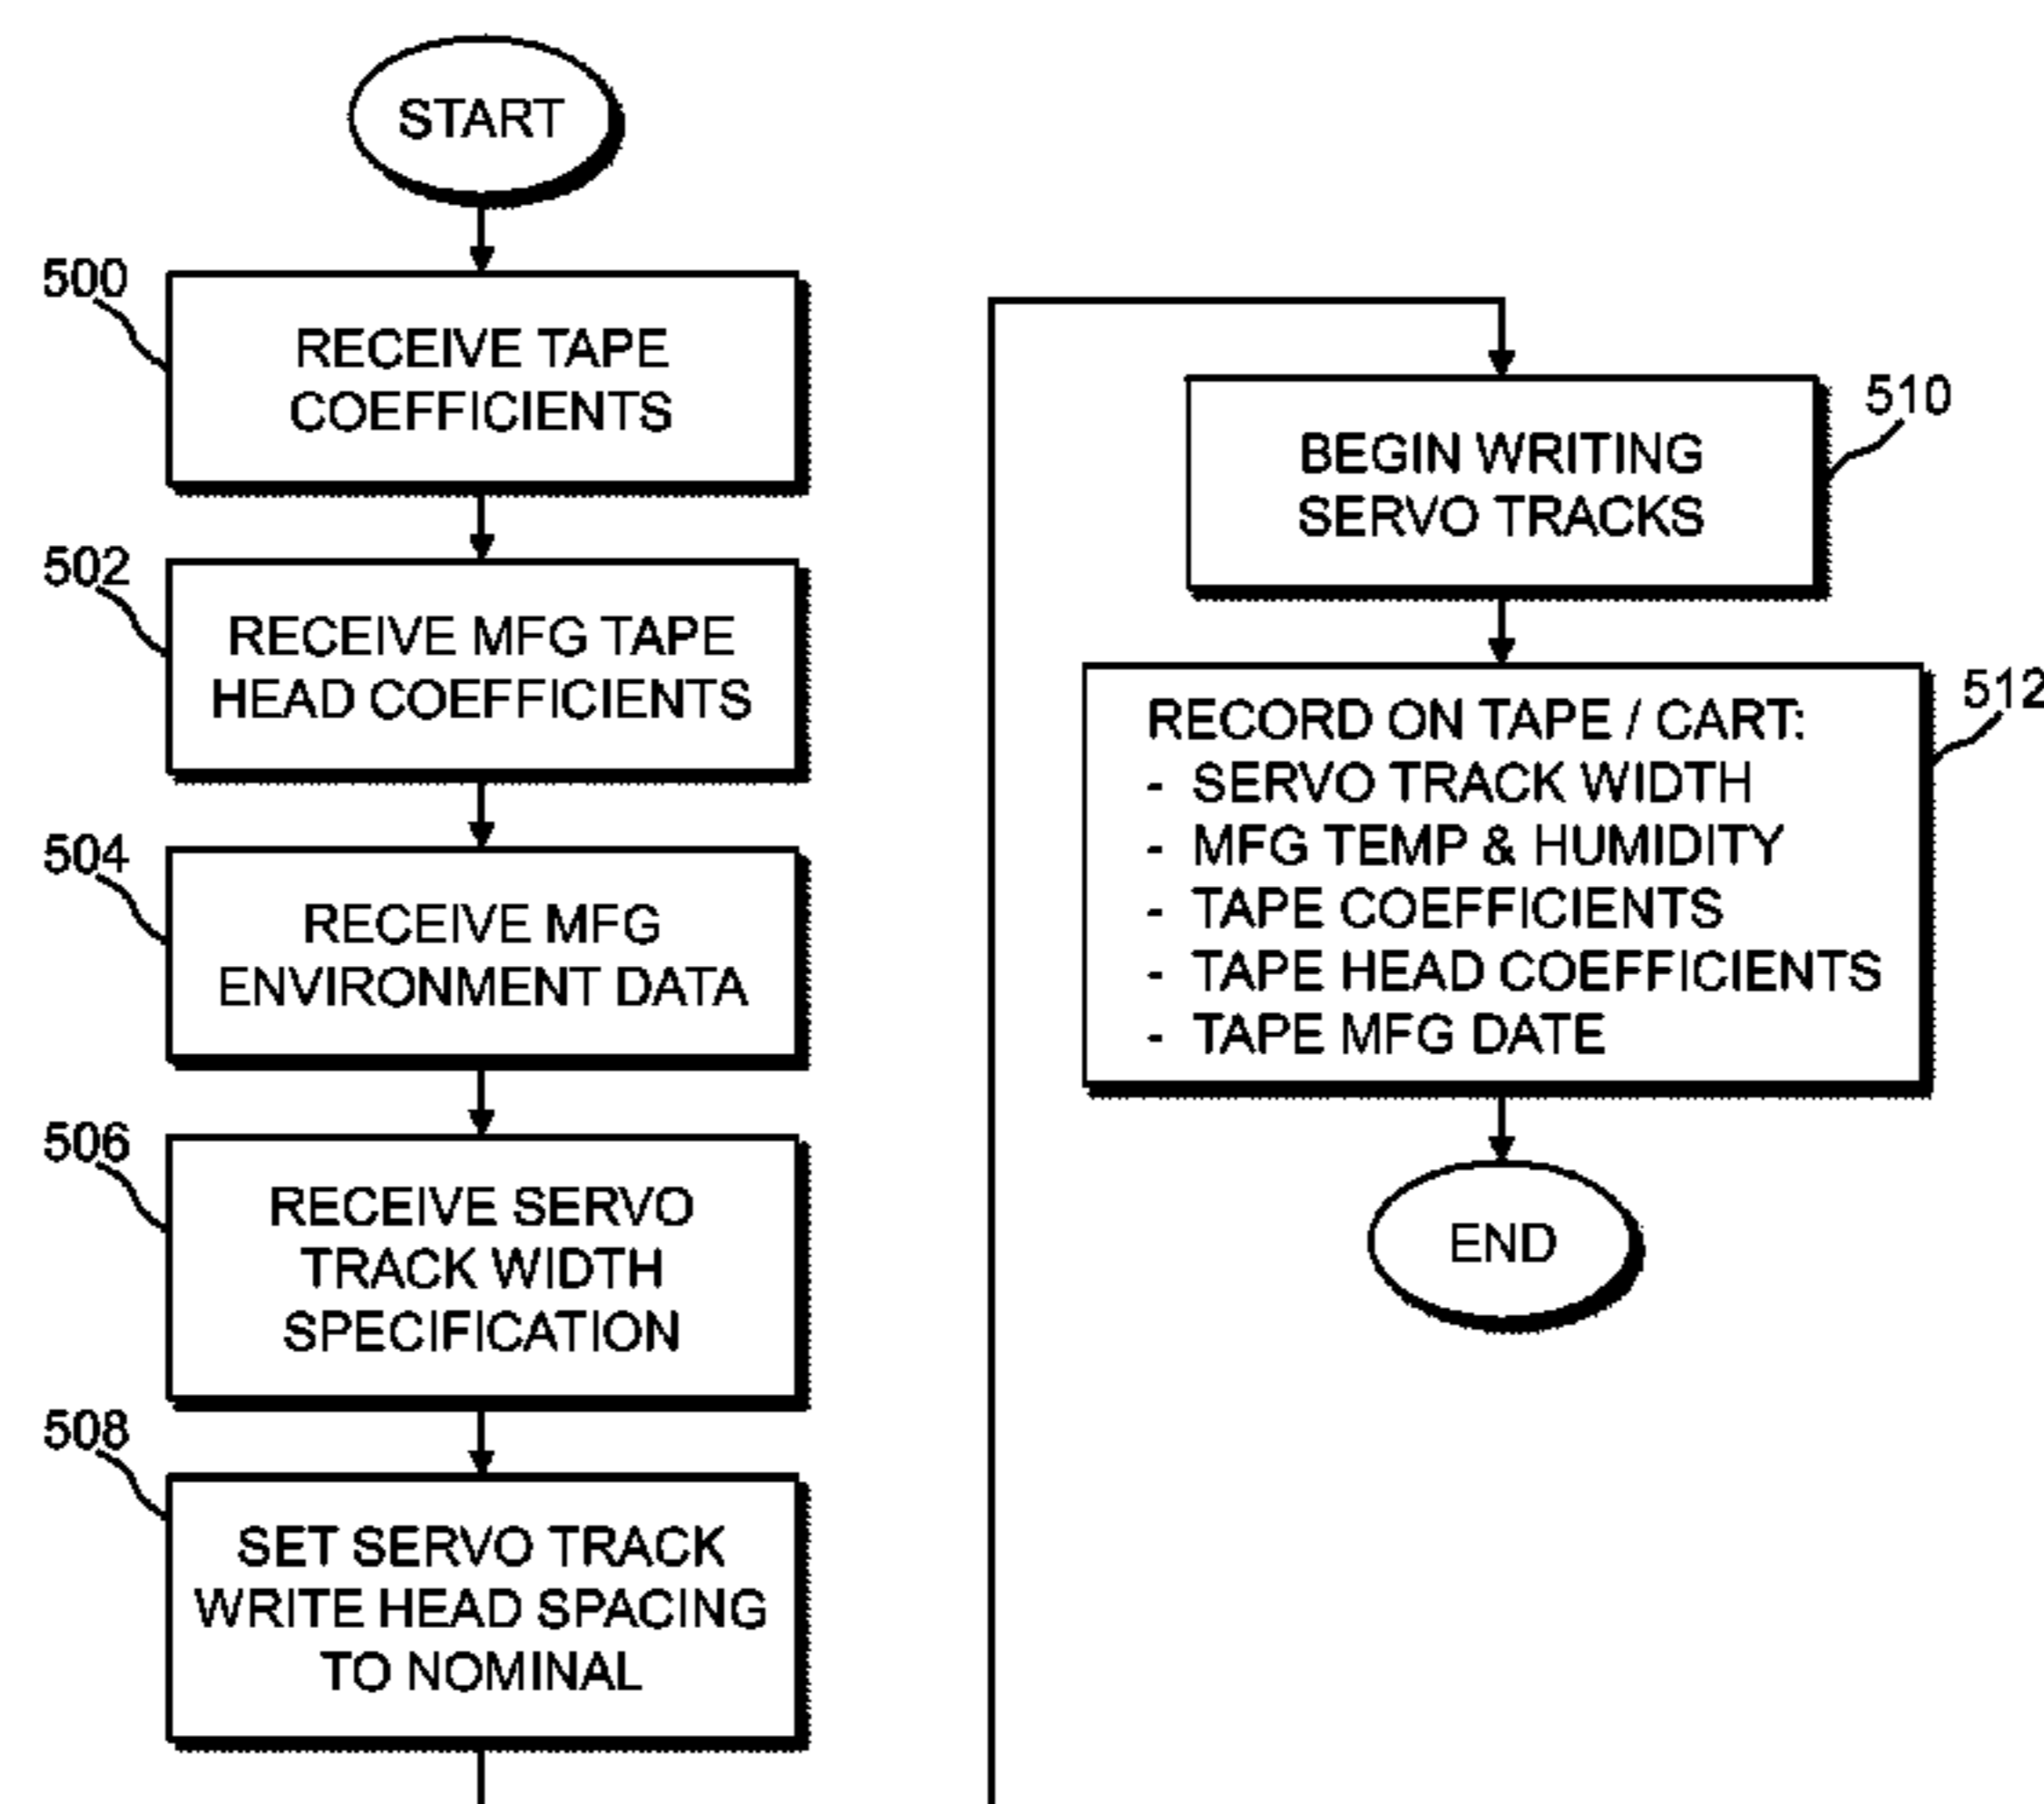 START
500
RECEIVE TAPE
COEFFICIENTS
502
RECEIVE MFG TAPE
HEAD COEFFICIENTS
504
RECEIVE MFG
ENVIRONMENT DATA
506
RECEIVE SERVO
TRACK WIDTH
SPECIFICATION
508
SET SERVO TRACK
WRITE HEAD SPACING
TO NOMINAL
510
BEGIN WRITING
SERVO TRACKS
512
RECORD ON TAPE / CART:
- SERVO TRACK WIDTH
- MFG TEMP & HUMIDITY
- TAPE COEFFICIENTS
- TAPE HEAD COEFFICIENTS
- TAPE MFG DATE
END